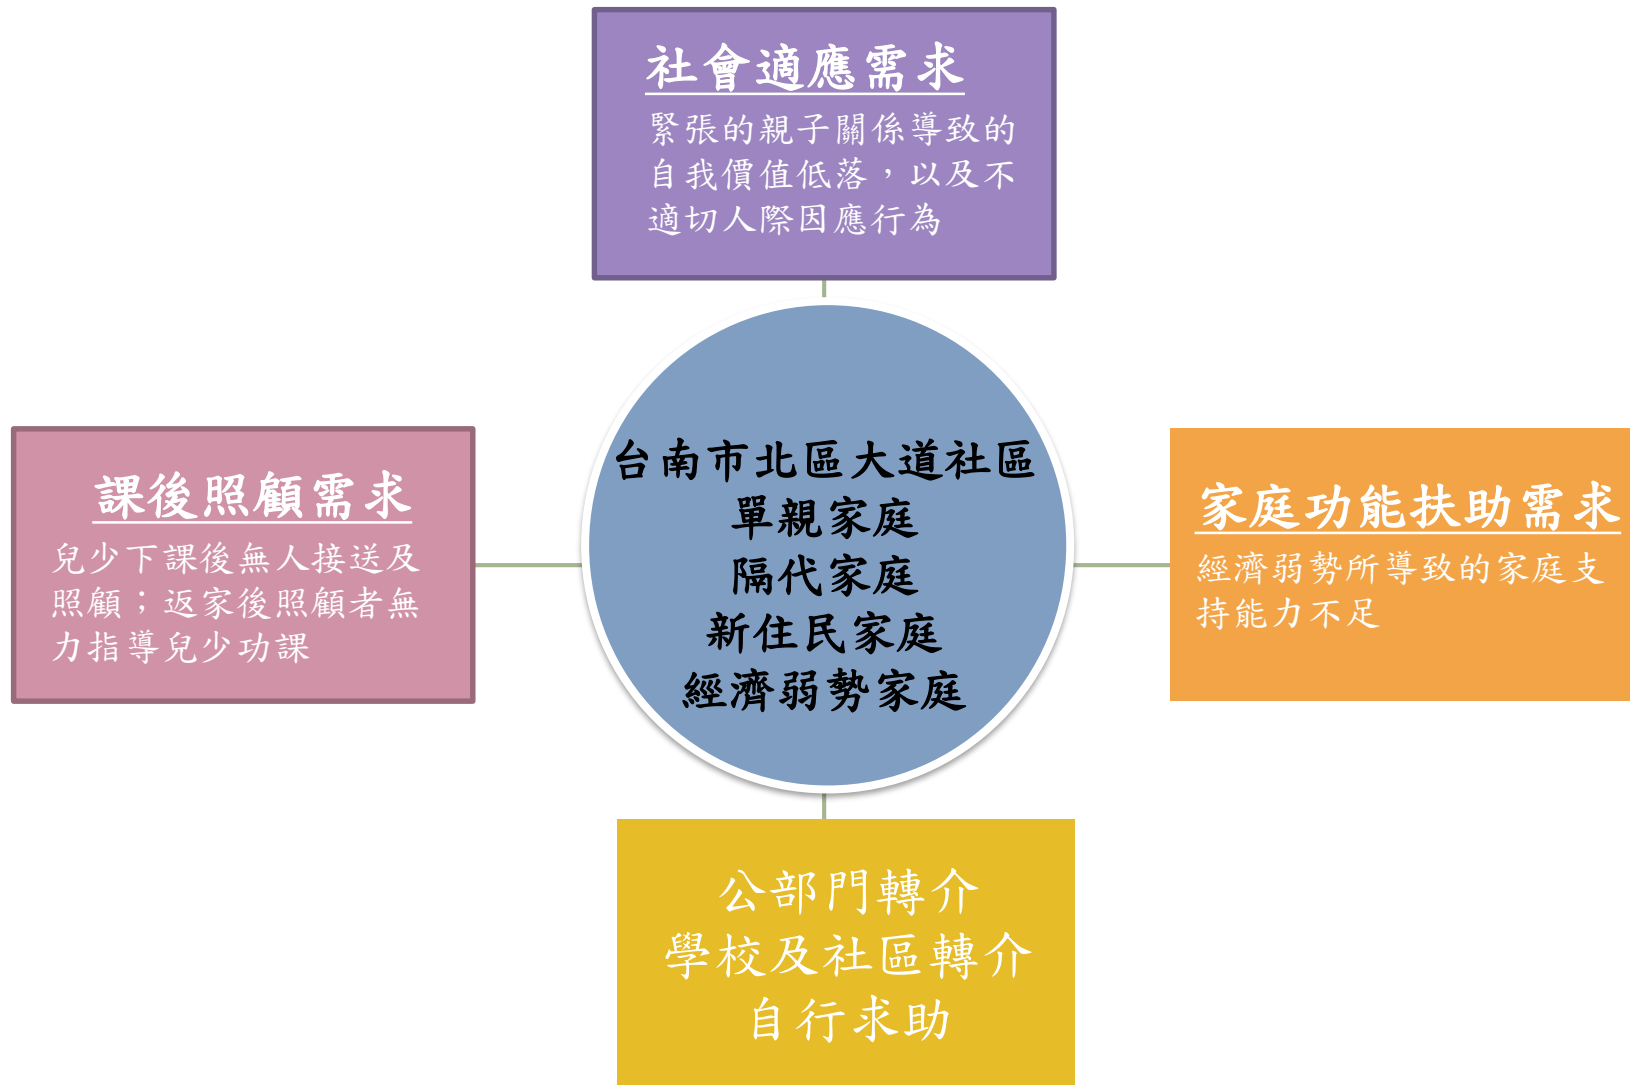 社會適應需求
緊張的親子關係導致的
自我價值低落，以及不
適切人際因應行為
課後照顧需求
兒少下課後無人接送及
照顧；返家後照顧者無
力指導兒少功課
台南市北區大道社區
單親家庭
隔代家庭
新住民家庭
經濟弱勢家庭
家庭功能扶助需求
經濟弱勢所導致的家庭支
持能力不足
公部門轉介
學校及社區轉介
自行求助